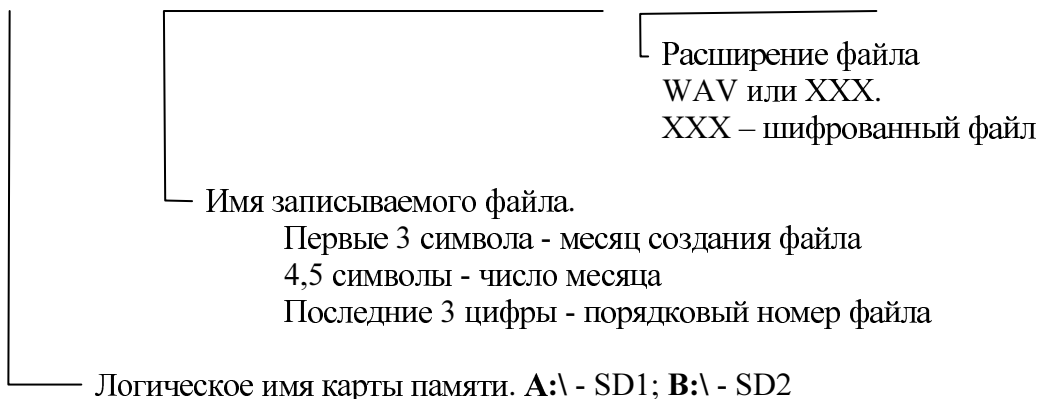 Расширение файла
WAV или XXX.
XXX – шифрованный файл
Имя записываемого файла.
Первые 3 символа - месяц создания файла
4,5 символы - число месяца
Последние 3 цифры - порядковый номер файла
Логическое имя карты памяти. A:\ - SD1; B:\ - SD2